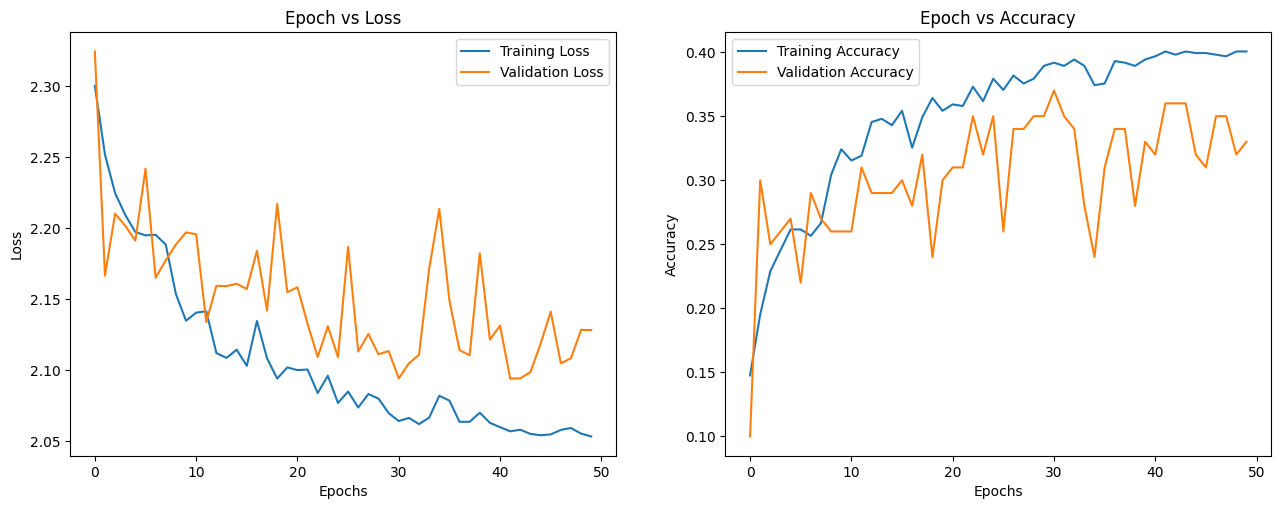 Epoch vs Loss
Training Loss
Validation Loss
2.30
2.25
2.20
2.15
2.10
2.05
Loss
0
10
20
30
40
50
Epochs
Epoch vs Accuracy
Training Accuracy
Validation Accuracy
0.40
0.35
0.30
0.25
0.20
0.15
0.10
Accuracy
0
10
20
30
40
50
Epochs